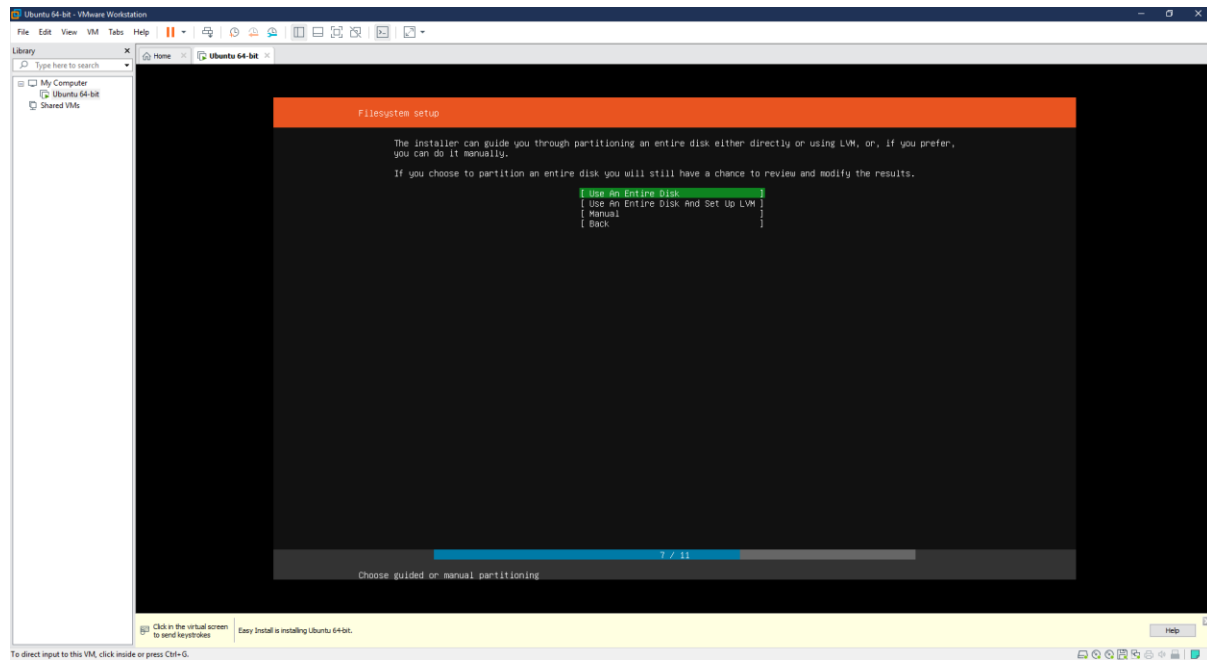 Ubuntu 64-bit - VMware Workstation
File Edit View VM Tabs Help
Library
Type here to search
My Computer
Ubuntu 64-bit
Shared VMs
Home
Ubuntu 64-bit
Filesystem setup
The installer can guide you through partitioning an entire disk either directly or using LVM, or, if you prefer,
you can do it manually.
If you choose to partition an entire disk you will still have a chance to review and modify the results.
[ Use An Entire Disk ]
[ Use An Entire Disk And Set Up LVM ]
[ Manual ]
[ Back ]
7 / 11
Choose guided or manual partitioning
Click in the virtual screen
to send keystrokes
Easy Install is installing Ubuntu 64-bit.
Help
To direct input to this VM, click inside or press Ctrl+G.